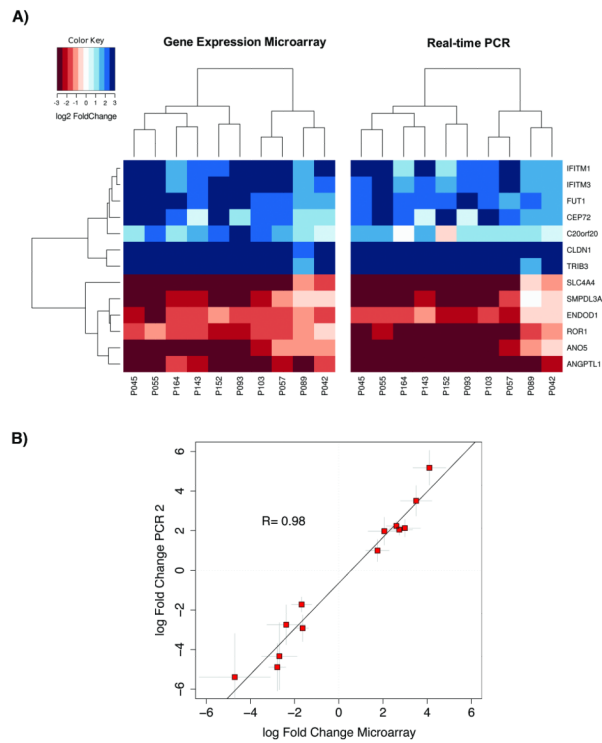 A)
Gene Expression Microarray
Real-time PCR
Color Key
-3 -2 -1 0 1 2 3
log2 FoldChange
IFITM1
IFITM3
FUT1
CEP72
C20orf20
CLDN1
TRIB3
SLC4A4
SMPDL3A
ENDOD1
ROR1
ANO5
ANGPTL1
P045 P055 P164 P143 P152 P093 P103 P057 P089 P042
P045 P055 P164 P143 P152 P093 P103 P057 P089 P042
B)
log Fold Change PCR 2
6
4
2
0
-2
-4
-6
R= 0.98
-6 -4 -2 0 2 4 6
log Fold Change Microarray